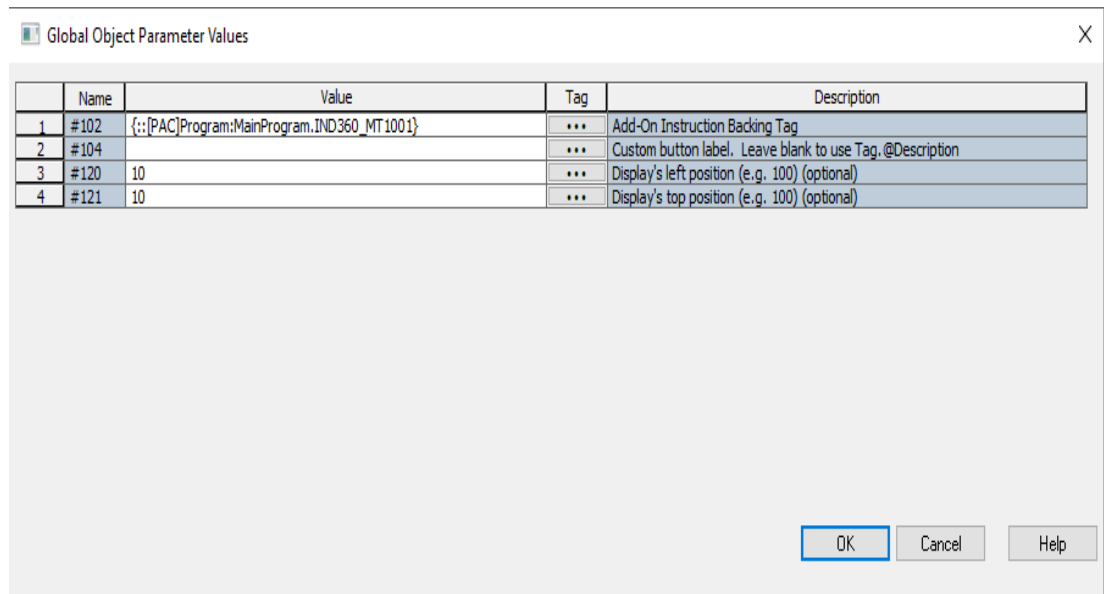 Global Object Parameter Values
Name Value Tag Description
1 #102 {::[PAC]Program:MainProgram.IND360_MT1001} ... Add-On Instruction Backing Tag
2 #104 ... Custom button label. Leave blank to use Tag.@Description
3 #120 10 ... Display's left position (e.g. 100) (optional)
4 #121 10 ... Display's top position (e.g. 100) (optional)
OK Cancel Help